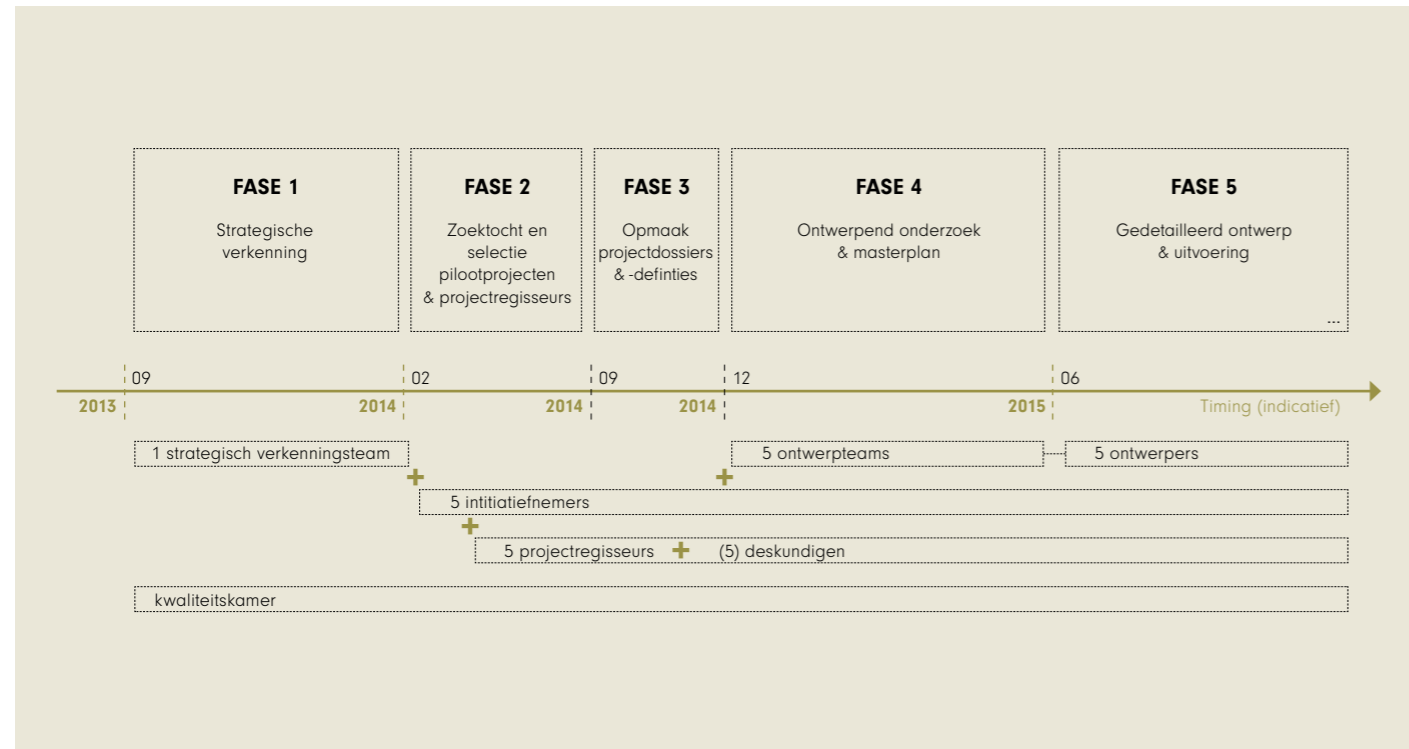 FASE 1
Strategische
verkenning
FASE 2
Zoektocht en
selectie
pilootprojecten
& projectregisseurs
FASE 3
Opmaak
projectdossiers
& -definties
FASE 4
Ontwerpend onderzoek
& masterplan
FASE 5
Gedetailleerd ontwerp
& uitvoering
...
09
02
09
12
06
2013
2014
2014
2014
2015
Timing (indicatief)
1 strategisch verkenningsteam
5 ontwerpteams
5 ontwerpers
+
+
5 intitiatiefnemers
+
5 projectregisseurs + (5) deskundigen
kwaliteitskamer